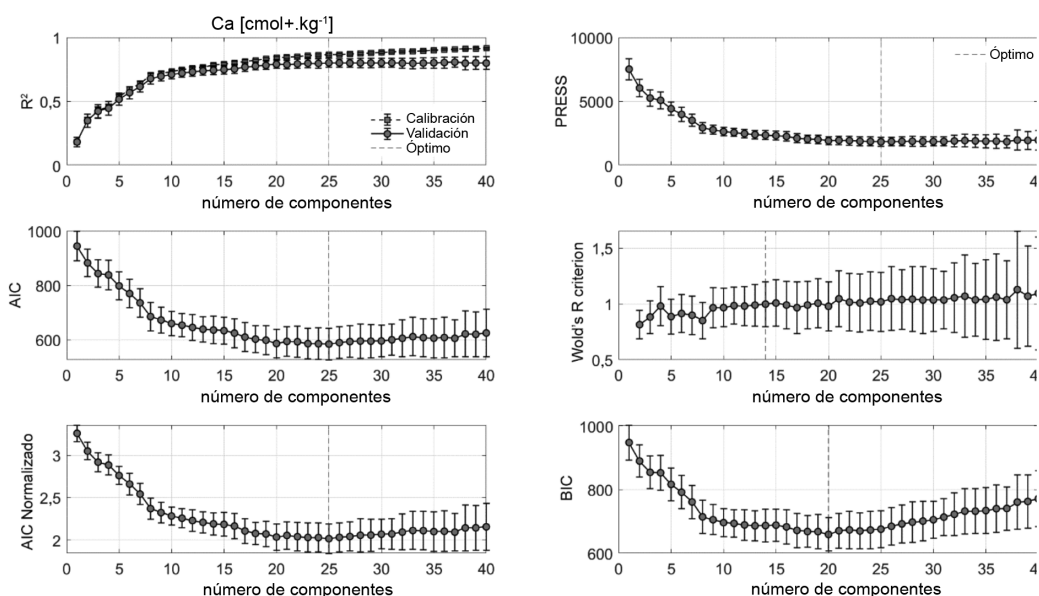 Ca [cmol+.kg⁻¹]
1
0,5
0
R²
Calibración
Validación
Óptimo
0 5 10 15 20 25 30 35 40
número de componentes
10000
5000
0
PRESS
Óptimo
0 5 10 15 20 25 30 35 40
número de componentes
1000
800
600
AIC
0 5 10 15 20 25 30 35 40
número de componentes
1,5
1
0,5
Wold's R criterion
0 5 10 15 20 25 30 35 40
número de componentes
3
2,5
2
AIC Normalizado
0 5 10 15 20 25 30 35 40
número de componentes
1000
800
600
BIC
0 5 10 15 20 25 30 35 40
número de componentes